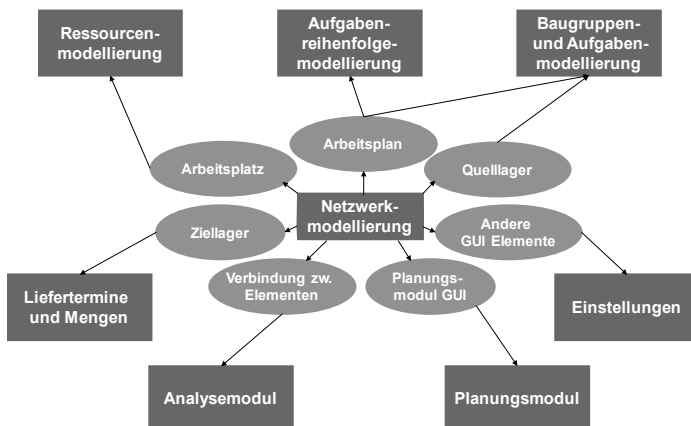 Ressourcen-
modellierung
Aufgaben-
reihenfolge-
modellierung
Baugruppen-
und Aufgaben-
modellierung
Arbeitsplatz
Arbeitsplan
Quelllager
Netzwerk-
modellierung
Ziellager
Andere
GUI Elemente
Verbindung zw.
Elementen
Planungs-
modul GUI
Liefertermine
und Mengen
Einstellungen
Analysemodul
Planungsmodul